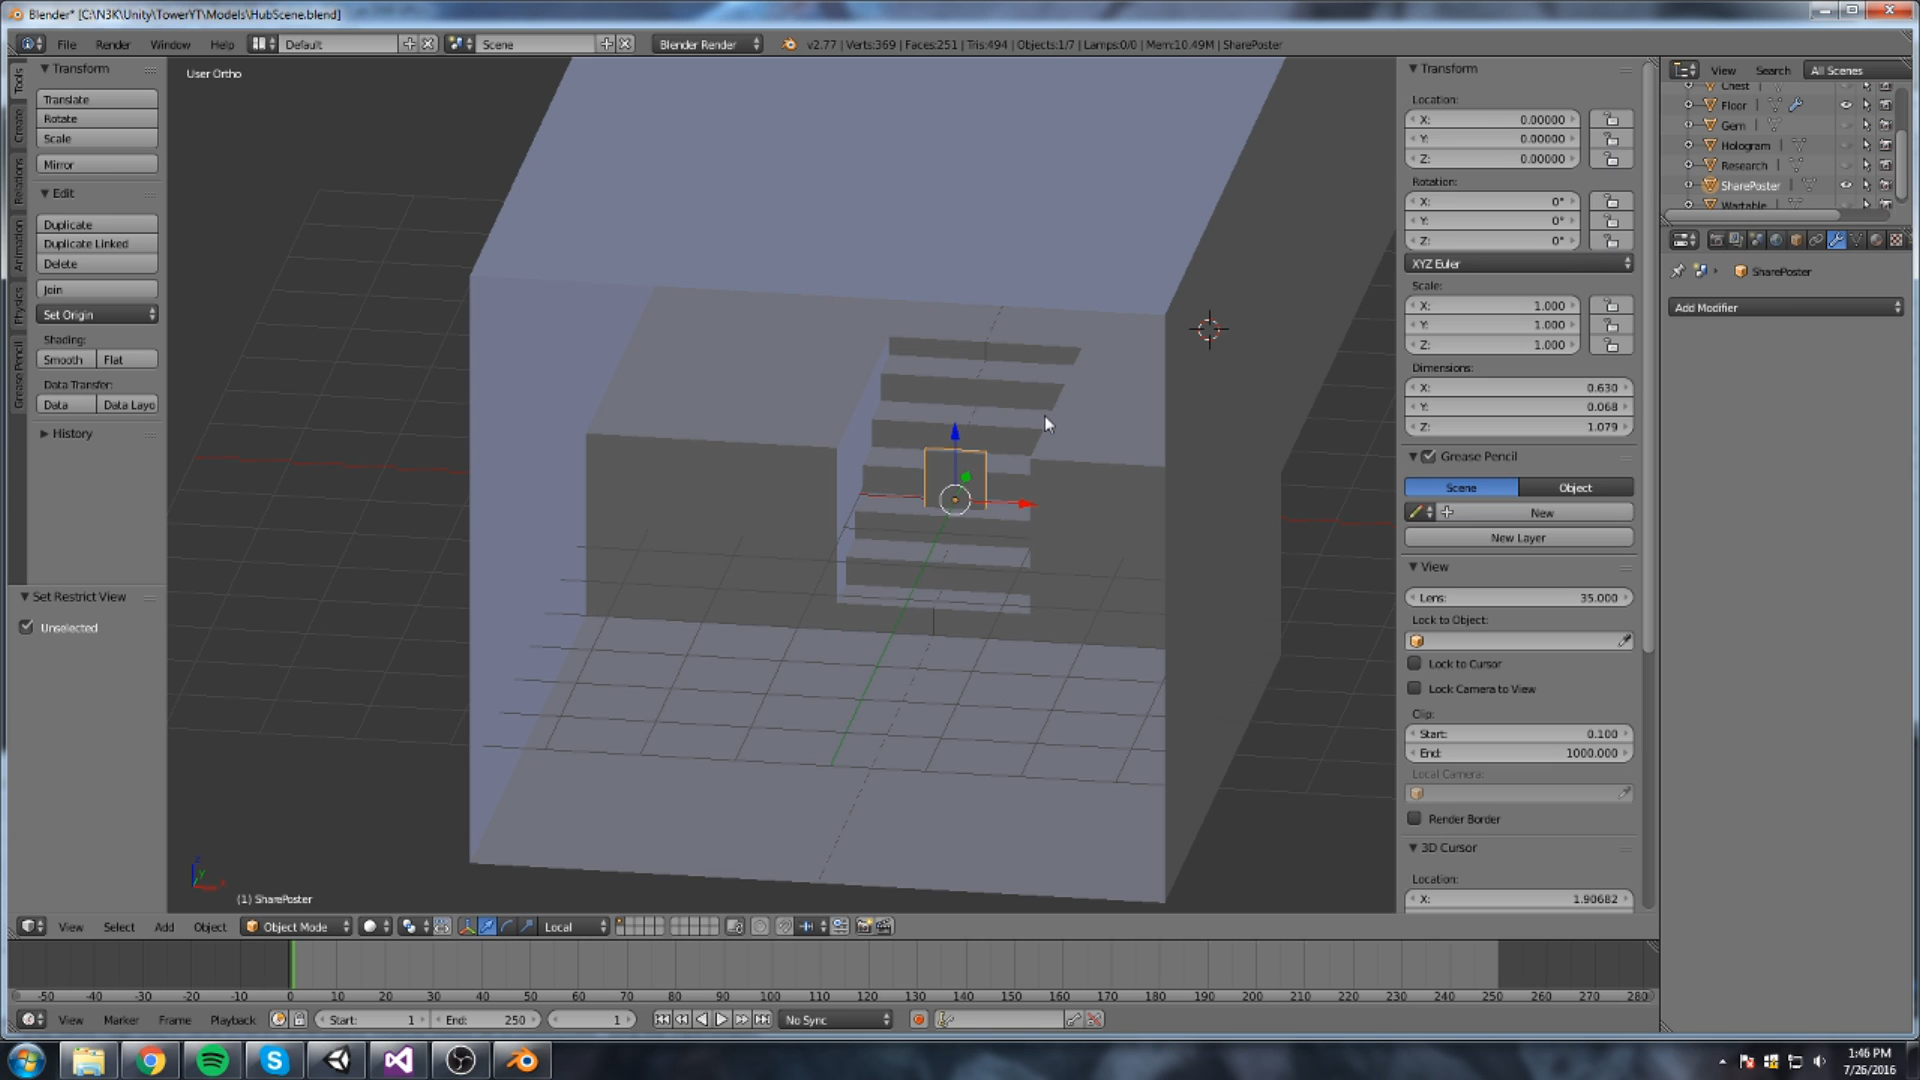 Blender* [C:\N3K\Unity\TowerYT\Models\HubScene.blend]
File Render Window Help Default Scene Blender Render v2.77 | Verts:369 | Faces:251 | Tris:494 | Objects:1/7 | Lamps:0/0 | Mem:10.49M | SharePoster
Tools
Create
Relations
Animation
Physics
Grease Pencil
Transform
Translate
Rotate
Scale
Mirror
Edit
Duplicate
Duplicate Linked
Delete
Join
Set Origin
Shading:
Smooth Flat
Data Transfer:
Data Data Layo
History
Set Restrict View
Unselected
User Ortho
z
y
x
(1) SharePoster
Transform
Location:
X: 0.00000
Y: 0.00000
Z: 0.00000
Rotation:
X: 0°
Y: 0°
Z: 0°
XYZ Euler
Scale:
X: 1.000
Y: 1.000
Z: 1.000
Dimensions:
X: 0.630
Y: 0.068
Z: 1.079
Grease Pencil
Scene Object
New
New Layer
View
Lens: 35.000
Lock to Object:
Lock to Cursor
Lock Camera to View
Clip:
Start: 0.100
End: 1000.000
Local Camera:
Render Border
3D Cursor
Location:
X: 1.90682
View Search All Scenes
Chest
Floor
Gem
Hologram
Research
SharePoster
Wartable
SharePoster
Add Modifier
View Select Add Object Object Mode Local
-50 -40 -30 -20 -10 0 10 20 30 40 50 60 70 80 90 100 110 120 130 140 150 160 170 180 190 200 210 220 230 240 250 260 270 280
View Marker Frame Playback Start: 1 End: 250 1 No Sync
1:46 PM
7/26/2016